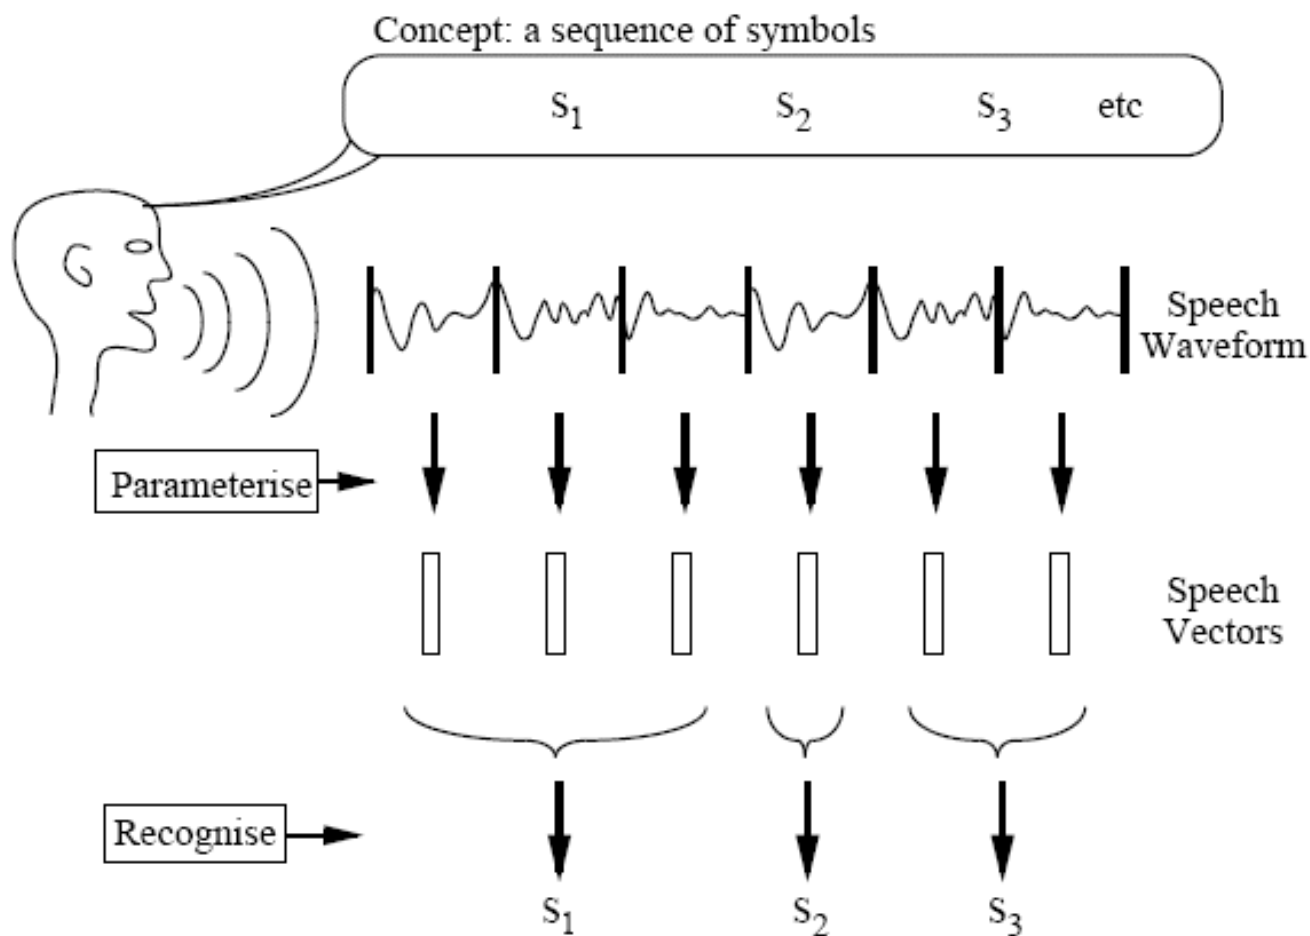 Concept: a sequence of symbols
S1 S2 S3 etc
Speech
Waveform
Parameterise
Speech
Vectors
Recognise
S1 S2 S3